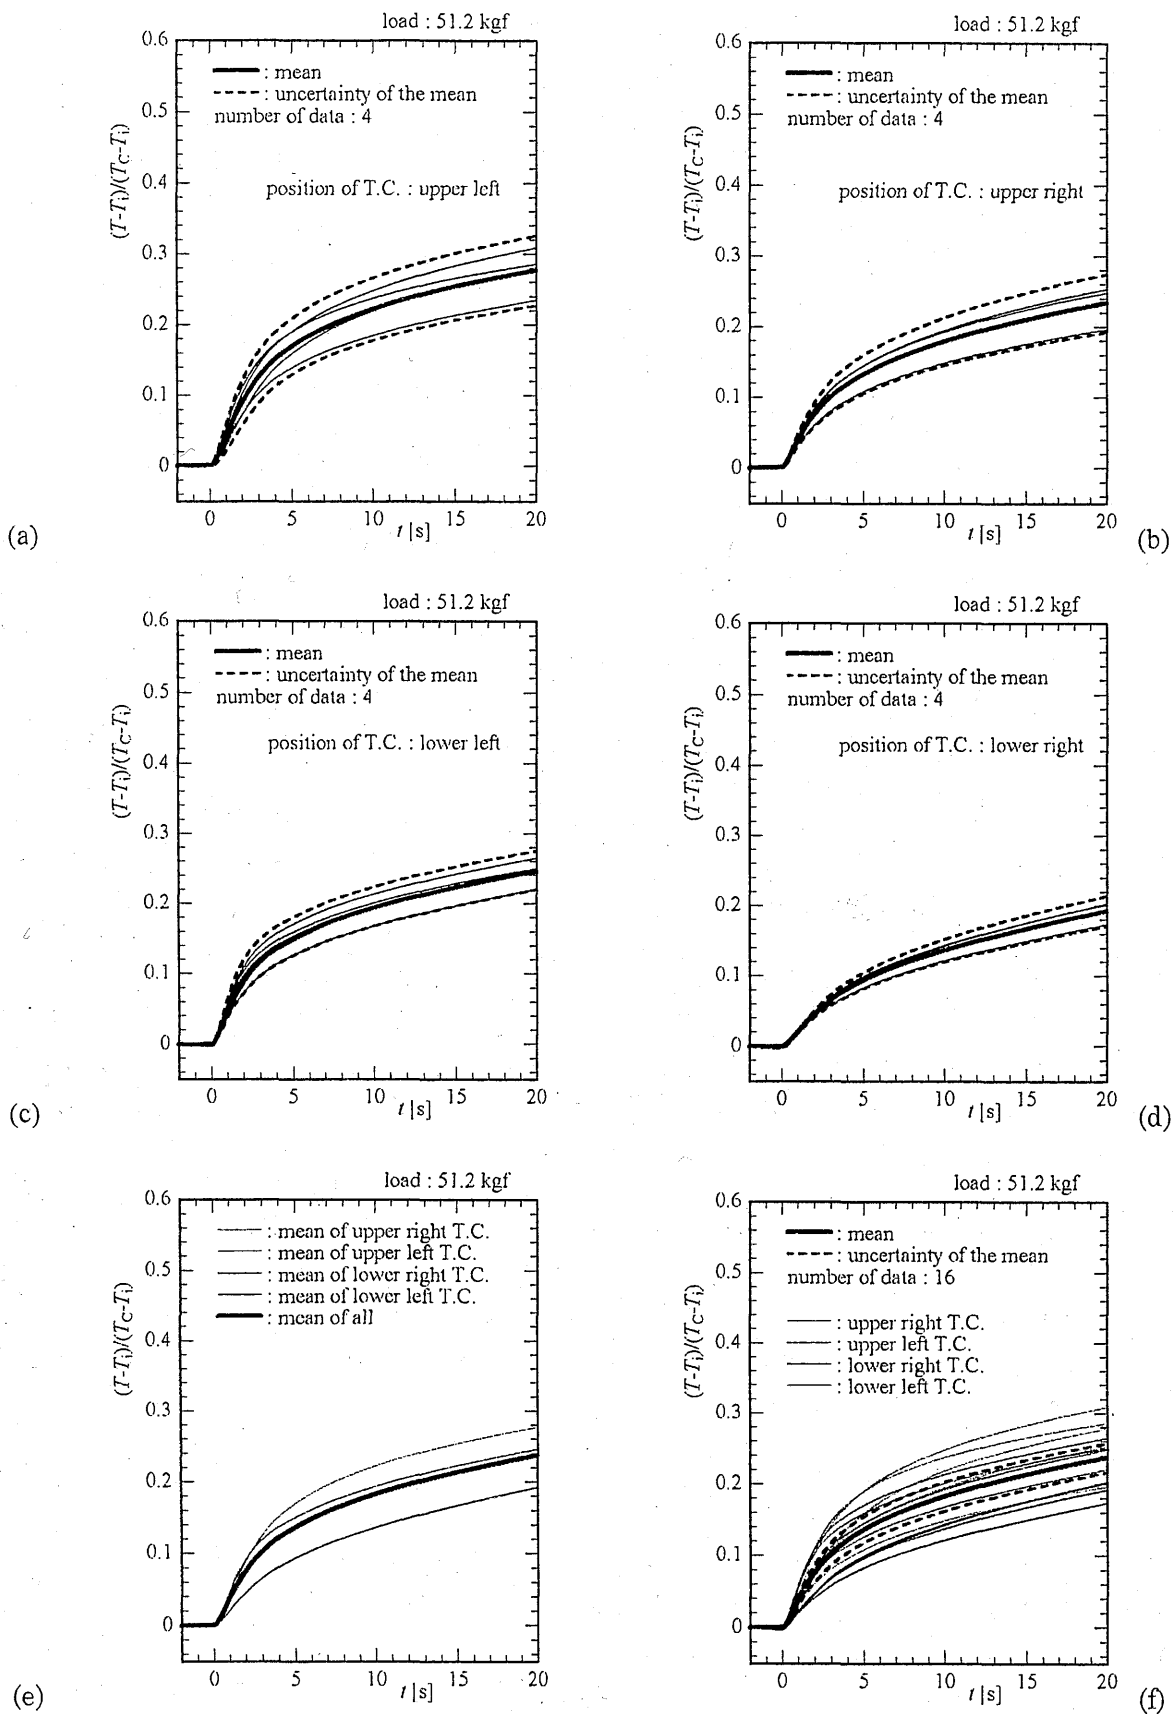 load : 51.2 kgf
0.6
0.5
0.4
0.3
0.2
0.1
0
(T-Ti)/(TC-Ti)
: mean
: uncertainty of the mean
number of data : 4
position of T.C. : upper left
0 5 10 15 20
t [s]
(a)
load : 51.2 kgf
0.6
0.5
0.4
0.3
0.2
0.1
0
(T-Ti)/(TC-Ti)
: mean
: uncertainty of the mean
number of data : 4
position of T.C. : upper right
0 5 10 15 20
t [s]
(b)
load : 51.2 kgf
0.6
0.5
0.4
0.3
0.2
0.1
0
(T-Ti)/(TC-Ti)
: mean
: uncertainty of the mean
number of data : 4
position of T.C. : lower left
0 5 10 15 20
t [s]
(c)
load : 51.2 kgf
0.6
0.5
0.4
0.3
0.2
0.1
0
(T-Ti)/(TC-Ti)
: mean
: uncertainty of the mean
number of data : 4
position of T.C. : lower right
0 5 10 15 20
t [s]
(d)
load : 51.2 kgf
0.6
0.5
0.4
0.3
0.2
0.1
0
(T-Ti)/(TC-Ti)
: mean of upper right T.C.
: mean of upper left T.C.
: mean of lower right T.C.
: mean of lower left T.C.
: mean of all
0 5 10 15 20
t [s]
(e)
load : 51.2 kgf
0.6
0.5
0.4
0.3
0.2
0.1
0
(T-Ti)/(TC-Ti)
: mean
: uncertainty of the mean
number of data : 16
: upper right T.C.
: upper left T.C.
: lower right T.C.
: lower left T.C.
0 5 10 15 20
t [s]
(f)